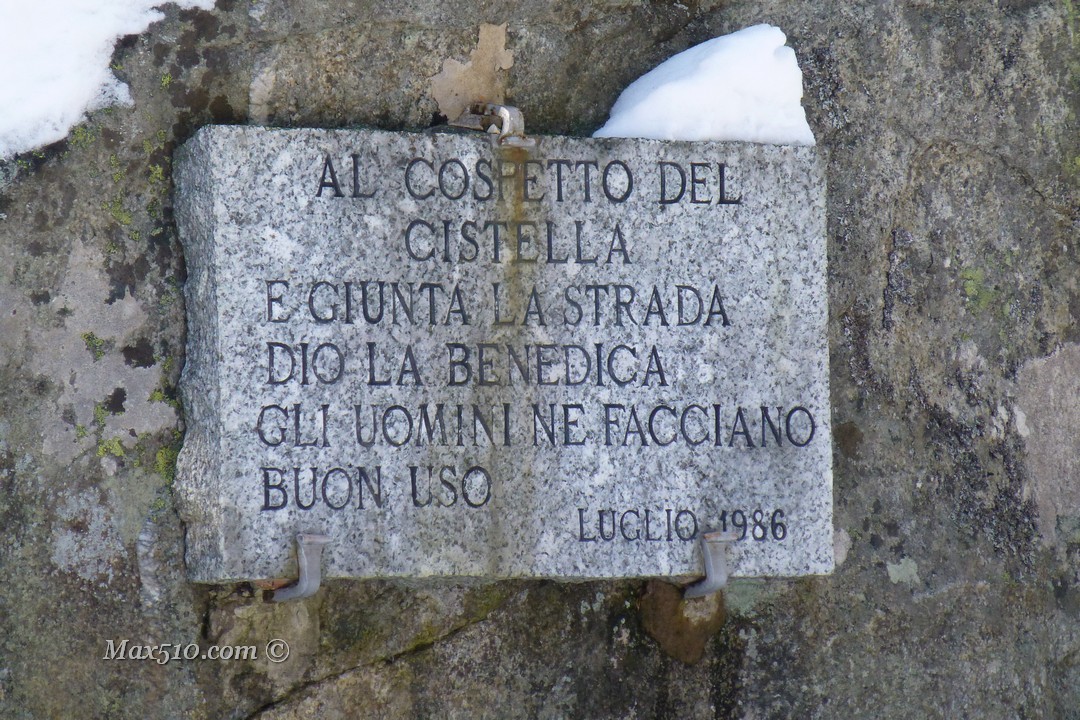 AL COSPETTO DEL
CISTELLA
E GIUNTA LA STRADA
DIO LA BENEDICA
GLI UOMINI NE FACCIANO
BUON USO
LUGLIO 1986
Max510.com ©